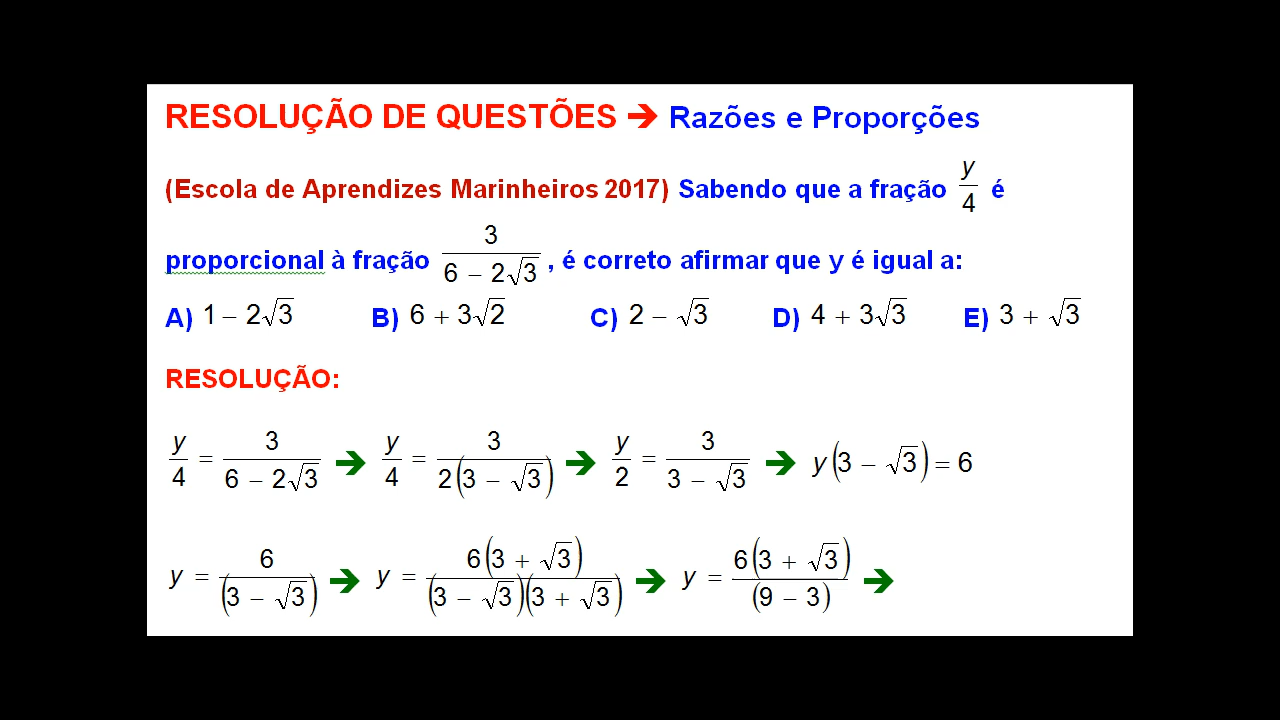 RESOLUÇÃO DE QUESTÕES ➔ Razões e Proporções
(Escola de Aprendizes Marinheiros 2017) Sabendo que a fração y/4 é
proporcional à fração 3/(6 − 2√3) , é correto afirmar que y é igual a:
A) 1 − 2√3 B) 6 + 3√2 C) 2 − √3 D) 4 + 3√3 E) 3 + √3
RESOLUÇÃO:
y/4 = 3/(6 − 2√3) ➔ y/4 = 3/(2(3 − √3)) ➔ y/2 = 3/(3 − √3) ➔ y(3 − √3) = 6
y = 6/(3 − √3) ➔ y = 6(3 + √3)/((3 − √3)(3 + √3)) ➔ y = 6(3 + √3)/(9 − 3) ➔